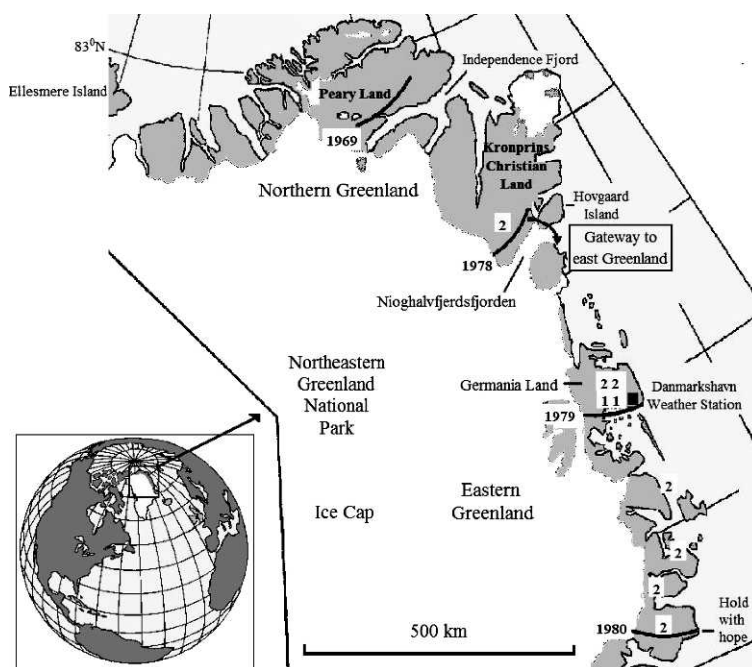 83⁰N
Independence Fjord
Ellesmere Island
Peary Land
1969
Kronprins
Christian
Land
Northern Greenland
Hovgaard
Island
2
Gateway to
east Greenland
1978
Nioghalvfjerdsfjorden
Northeastern
Greenland
National
Park
Germania Land
2 2
1 1
Danmarkshavn
Weather Station
1979
Ice Cap
Eastern
Greenland
2
2
2
500 km
1980
2
Hold
with
hope